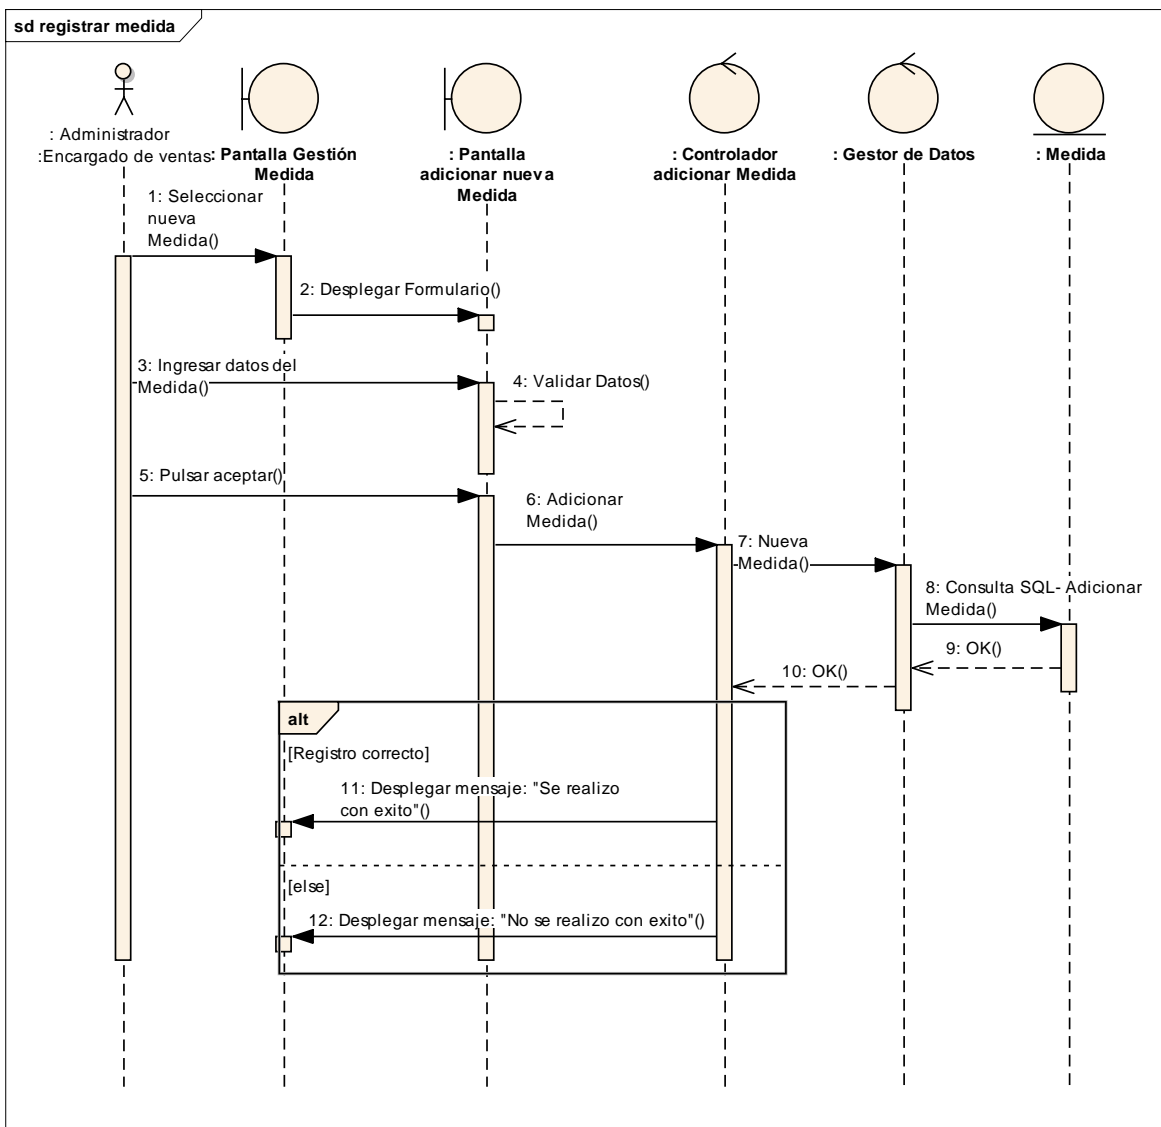 sd registrar medida
: Administrador
:Encargado de ventas
: Pantalla Gestión
Medida
: Pantalla
adicionar nueva
Medida
: Controlador
adicionar Medida
: Gestor de Datos
: Medida
1: Seleccionar
nueva
Medida()
2: Desplegar Formulario()
3: Ingresar datos del
Medida()
4: Validar Datos()
5: Pulsar aceptar()
6: Adicionar
Medida()
7: Nueva
Medida()
8: Consulta SQL- Adicionar
Medida()
9: OK()
10: OK()
alt
[Registro correcto]
11: Desplegar mensaje: "Se realizo
con exito"()
[else]
12: Desplegar mensaje: "No se realizo con exito"()